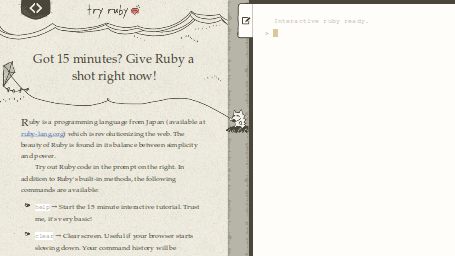 try ruby
Got 15 minutes? Give Ruby a
shot right now!
Ruby is a programming language from Japan (available at
ruby-lang.org) which is revolutionizing the web. The
beauty of Ruby is found in its balance between simplicity
and power.
Try out Ruby code in the prompt on the right. In
addition to Ruby's built-in methods, the following
commands are available:
help → Start the 15 minute interactive tutorial. Trust
me, it's very basic!
clear → Clear screen. Useful if your browser starts
slowing down. Your command history will be
Interactive ruby ready.
>